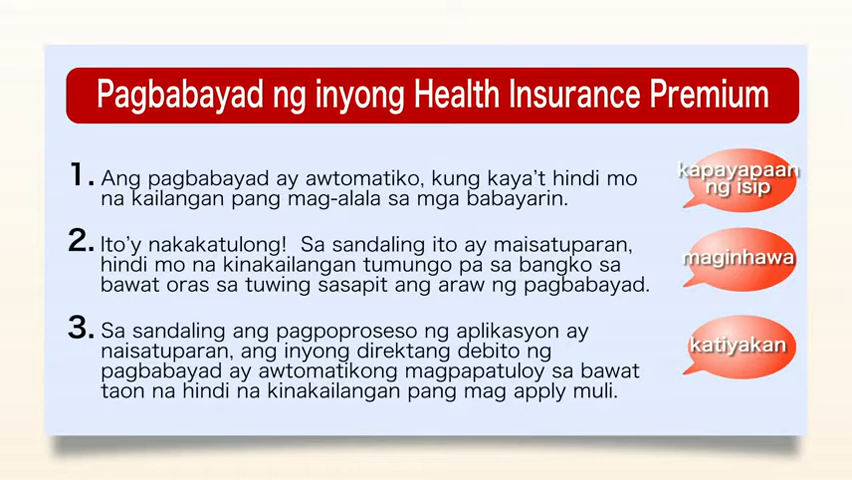 Pagbabayad ng inyong Health Insurance Premium
1. Ang pagbabayad ay awtomatiko, kung kaya't hindi mo
na kailangan pang mag-alala sa mga babayarin.
kapayapaan
ng isip
2. Ito'y nakakatulong! Sa sandaling ito ay maisatuparan,
hindi mo na kinakailangan tumungo pa sa bangko sa
bawat oras sa tuwing sasapit ang araw ng pagbabayad.
maginhawa
3. Sa sandaling ang pagpoproseso ng aplikasyon ay
naisatuparan, ang inyong direktang debito ng
pagbabayad ay awtomatikong magpapatuloy sa bawat
taon na hindi na kinakailangan pang mag apply muli.
katiyakan